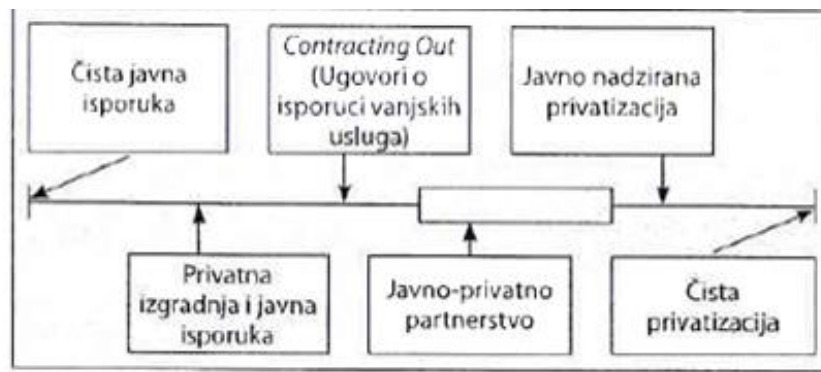 Čista javna
isporuka
Contracting Out
(Ugovori o
isporuci vanjskih
usluga)
Javno nadzirana
privatizacija
Privatna
izgradnja i javna
isporuka
Javno-privatno
partnerstvo
Čista
privatizacija